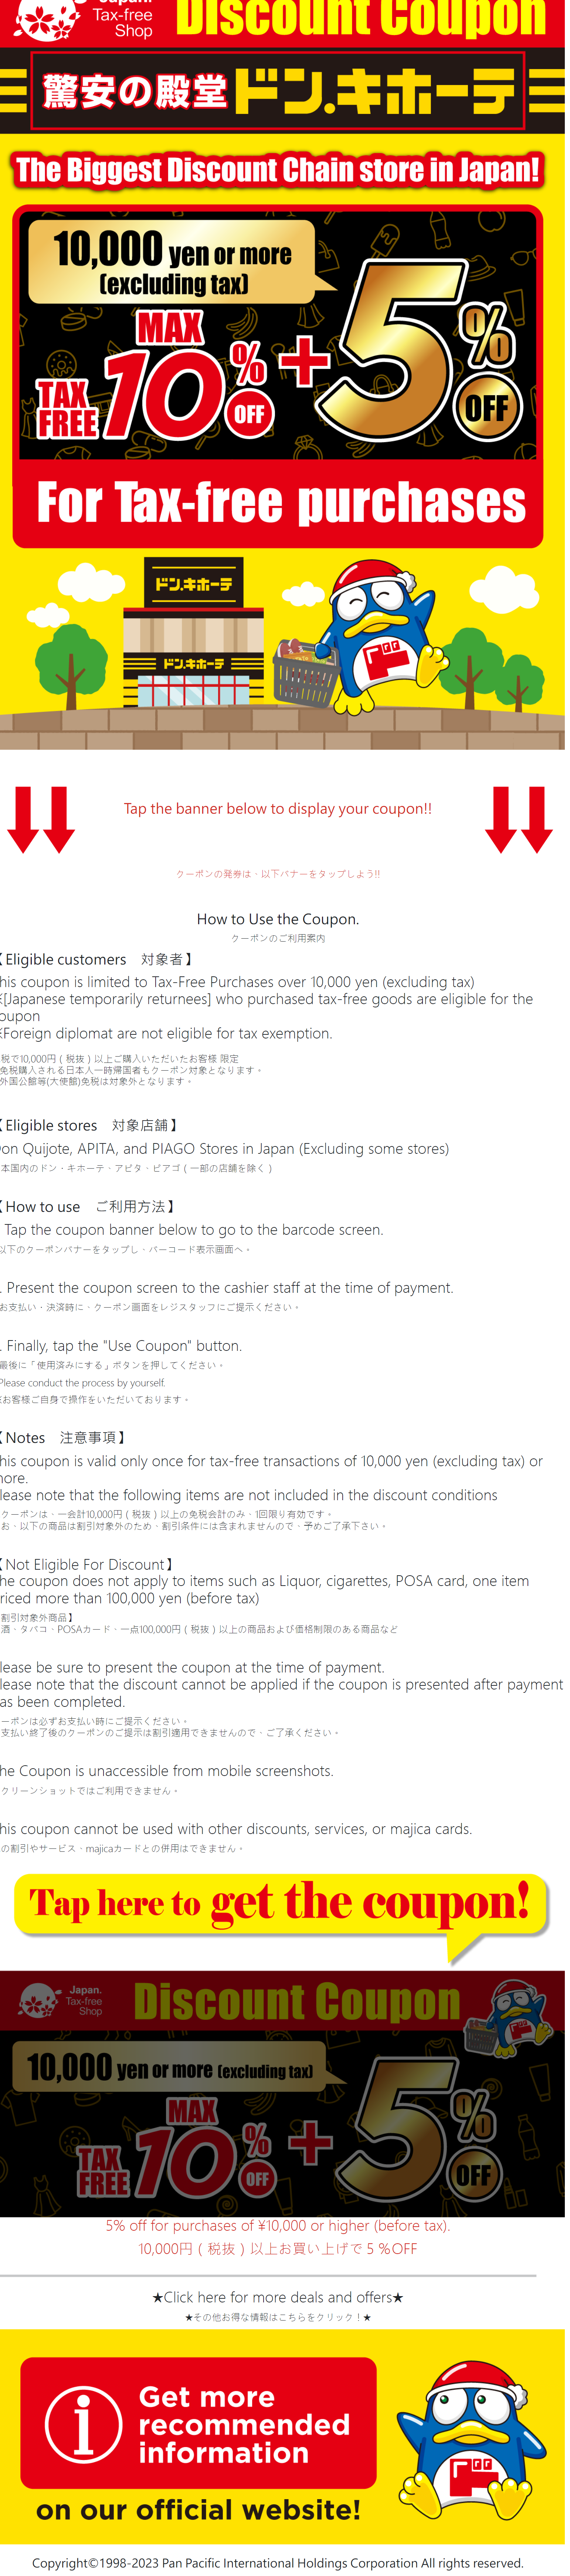 Japan.
Tax-free
Shop
Discount Coupon
驚安の殿堂 ドン.キホーテ
The Biggest Discount Chain store in Japan!
10,000 yen or more
(excluding tax)
TAX
FREE
MAX
10% OFF
+
5% OFF
For Tax-free purchases
ドン.キホーテ
ドン.キホーテ
ド
Tap the banner below to display your coupon!!
クーポンの発券は、以下バナーをタップしよう!!
How to Use the Coupon.
クーポンのご利用案内
【Eligible customers 対象者】
his coupon is limited to Tax-Free Purchases over 10,000 yen (excluding tax)
※[Japanese temporarily returnees] who purchased tax-free goods are eligible for the
oupon
※Foreign diplomat are not eligible for tax exemption.
税で10,000円（税抜）以上ご購入いただいたお客様 限定
免税購入される日本人一時帰国者もクーポン対象となります。
外国公館等(大使館)免税は対象外となります。
【Eligible stores 対象店舗】
on Quijote, APITA, and PIAGO Stores in Japan (Excluding some stores)
本国内のドン・キホーテ、アピタ、ピアゴ（一部の店舗を除く）
【How to use ご利用方法】
Tap the coupon banner below to go to the barcode screen.
以下のクーポンバナーをタップし、バーコード表示画面へ。
. Present the coupon screen to the cashier staff at the time of payment.
お支払い、決済時に、クーポン画面をレジスタッフにご提示ください。
. Finally, tap the "Use Coupon" button.
最後に「使用済みにする」ボタンを押してください。
Please conduct the process by yourself.
※お客様ご自身で操作をいただいております。
【Notes 注意事項】
his coupon is valid only once for tax-free transactions of 10,000 yen (excluding tax) or
nore.
lease note that the following items are not included in the discount conditions
クーポンは、一会計10,000円（税抜）以上の免税会計のみ、1回限り有効です。
お、以下の商品は割引対象外のため、割引条件には含まれませんので、予めご了承下さい。
【Not Eligible For Discount】
he coupon does not apply to items such as Liquor, cigarettes, POSA card, one item
riced more than 100,000 yen (before tax)
割引対象外商品】
酒、タバコ、POSAカード、一点100,000円（税抜）以上の商品および価格制限のある商品など
lease be sure to present the coupon at the time of payment.
lease note that the discount cannot be applied if the coupon is presented after payment
as been completed.
ーポンは必ずお支払い時にご提示ください。
支払い終了後のクーポンのご提示は割引適用できませんので、ご了承ください。
he Coupon is unaccessible from mobile screenshots.
クリーンショットではご利用できません。
his coupon cannot be used with other discounts, services, or majica cards.
の割引やサービス、majicaカードとの併用はできません。
Tap here to get the coupon!
Japan.
Tax-free
Shop
Discount Coupon
10,000 yen or more (excluding tax)
TAX
FREE
MAX
10% OFF
+
5% OFF
5% off for purchases of ¥10,000 or higher (before tax).
10,000円（税抜）以上お買い上げで５％OFF
★Click here for more deals and offers★
★その他お得な情報はこちらをクリック！★
i
Get more
recommended
information
on our official website!
ド
Copyright©1998-2023 Pan Pacific International Holdings Corporation All rights reserved.